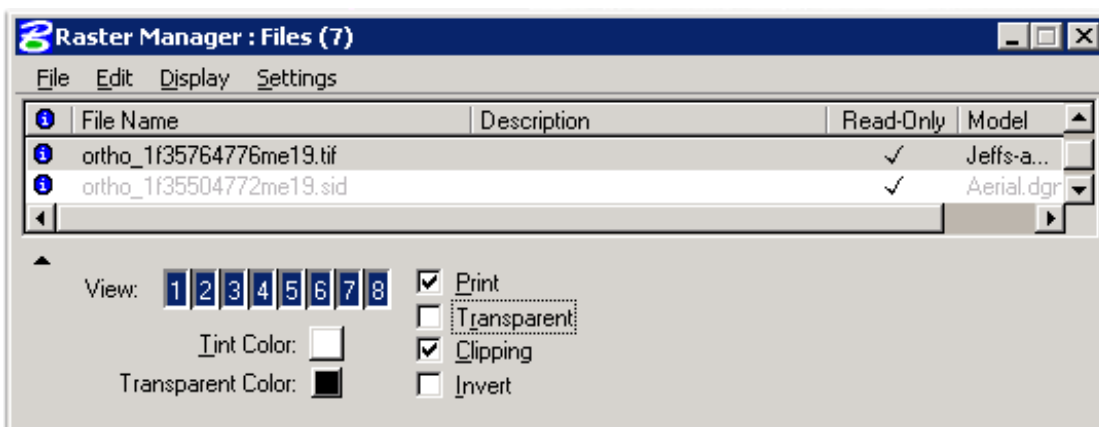 Raster Manager : Files (7)
File Edit Display Settings
File Name Description Read-Only Model
ortho_1f35764776me19.tif Jeffs-a...
ortho_1f35504772me19.sid Aerial.dgn
View: 1 2 3 4 5 6 7 8
Print
Transparent
Tint Color:
Clipping
Transparent Color:
Invert